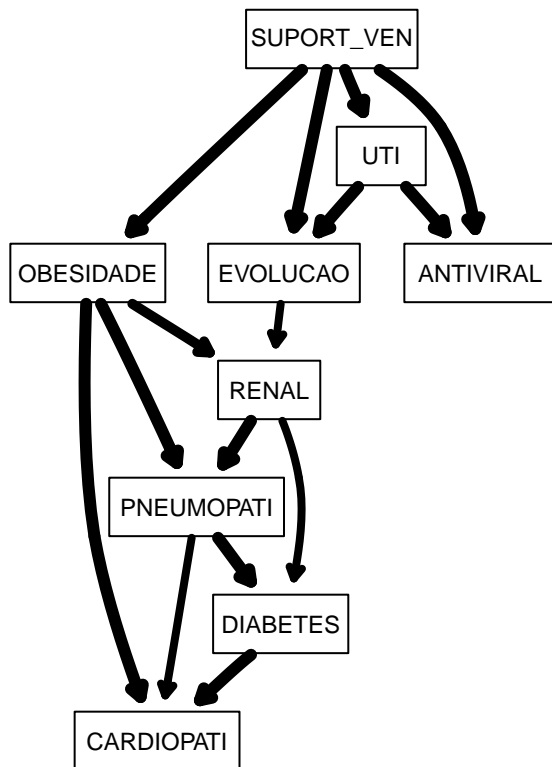 SUPORT_VEN
UTI
OBESIDADE
EVOLUCAO
ANTIVIRAL
RENAL
PNEUMOPATI
DIABETES
CARDIOPATI